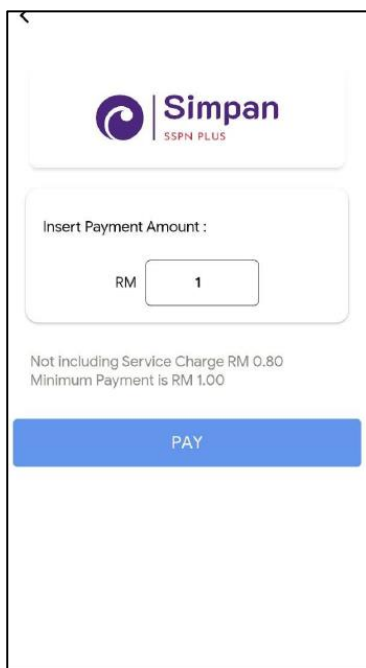 Simpan
SSPN PLUS
Insert Payment Amount :
RM 1
Not including Service Charge RM 0.80
Minimum Payment is RM 1.00
PAY